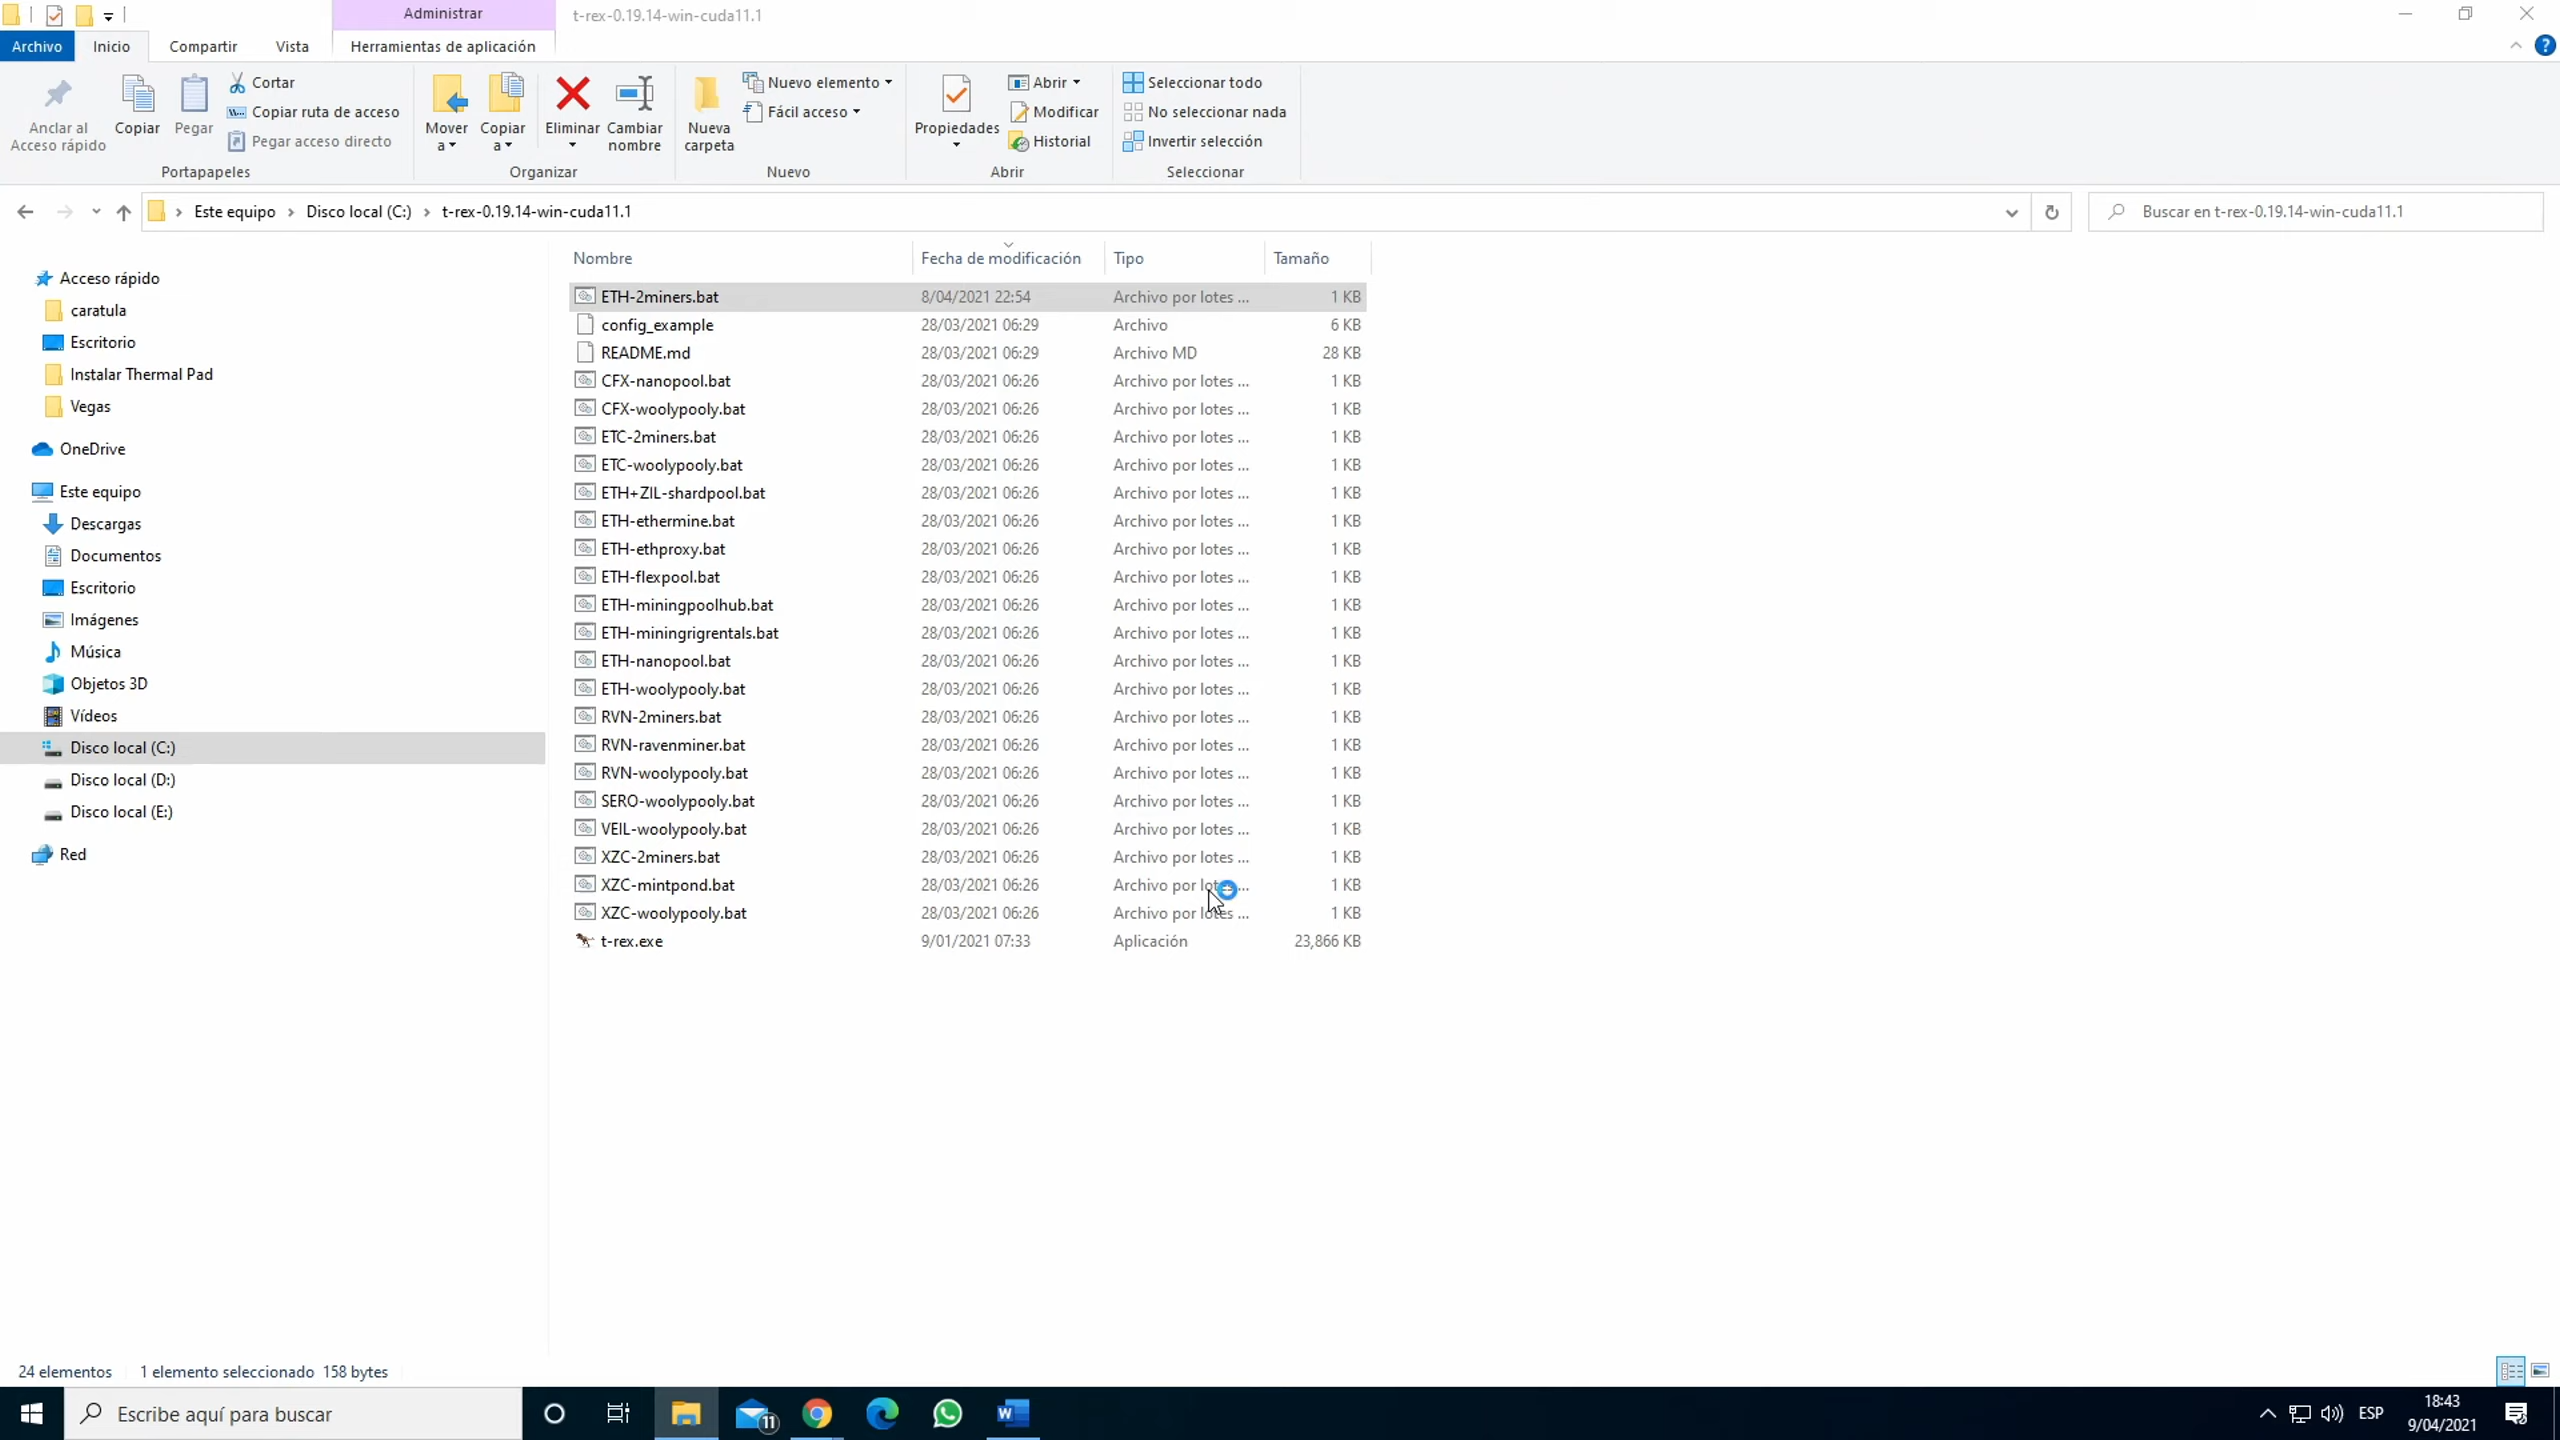 Administrar t-rex-0.19.14-win-cuda11.1
Archivo Inicio Compartir Vista Herramientas de aplicación
Anclar al Acceso rápido
Copiar
Pegar
Cortar
Copiar ruta de acceso
Pegar acceso directo
Portapapeles
Mover a
Copiar a
Eliminar
Cambiar nombre
Organizar
Nueva carpeta
Nuevo elemento
Fácil acceso
Nuevo
Propiedades
Abrir
Modificar
Historial
Abrir
Seleccionar todo
No seleccionar nada
Invertir selección
Seleccionar
Este equipo > Disco local (C:) > t-rex-0.19.14-win-cuda11.1
Buscar en t-rex-0.19.14-win-cuda11.1
Acceso rápido
caratula
Escritorio
Instalar Thermal Pad
Vegas
OneDrive
Este equipo
Descargas
Documentos
Escritorio
Imágenes
Música
Objetos 3D
Vídeos
Disco local (C:)
Disco local (D:)
Disco local (E:)
Red
Nombre Fecha de modificación Tipo Tamaño
ETH-2miners.bat 8/04/2021 22:54 Archivo por lotes ... 1 KB
config_example 28/03/2021 06:29 Archivo 6 KB
README.md 28/03/2021 06:29 Archivo MD 28 KB
CFX-nanopool.bat 28/03/2021 06:26 Archivo por lotes ... 1 KB
CFX-woolypooly.bat 28/03/2021 06:26 Archivo por lotes ... 1 KB
ETC-2miners.bat 28/03/2021 06:26 Archivo por lotes ... 1 KB
ETC-woolypooly.bat 28/03/2021 06:26 Archivo por lotes ... 1 KB
ETH+ZIL-shardpool.bat 28/03/2021 06:26 Archivo por lotes ... 1 KB
ETH-ethermine.bat 28/03/2021 06:26 Archivo por lotes ... 1 KB
ETH-ethproxy.bat 28/03/2021 06:26 Archivo por lotes ... 1 KB
ETH-flexpool.bat 28/03/2021 06:26 Archivo por lotes ... 1 KB
ETH-miningpoolhub.bat 28/03/2021 06:26 Archivo por lotes ... 1 KB
ETH-miningrigrentals.bat 28/03/2021 06:26 Archivo por lotes ... 1 KB
ETH-nanopool.bat 28/03/2021 06:26 Archivo por lotes ... 1 KB
ETH-woolypooly.bat 28/03/2021 06:26 Archivo por lotes ... 1 KB
RVN-2miners.bat 28/03/2021 06:26 Archivo por lotes ... 1 KB
RVN-ravenminer.bat 28/03/2021 06:26 Archivo por lotes ... 1 KB
RVN-woolypooly.bat 28/03/2021 06:26 Archivo por lotes ... 1 KB
SERO-woolypooly.bat 28/03/2021 06:26 Archivo por lotes ... 1 KB
VEIL-woolypooly.bat 28/03/2021 06:26 Archivo por lotes ... 1 KB
XZC-2miners.bat 28/03/2021 06:26 Archivo por lotes ... 1 KB
XZC-mintpond.bat 28/03/2021 06:26 Archivo por lotes ... 1 KB
XZC-woolypooly.bat 28/03/2021 06:26 Archivo por lotes ... 1 KB
t-rex.exe 9/01/2021 07:33 Aplicación 23,866 KB
24 elementos 1 elemento seleccionado 158 bytes
Escribe aquí para buscar
11
ESP
18:43
9/04/2021